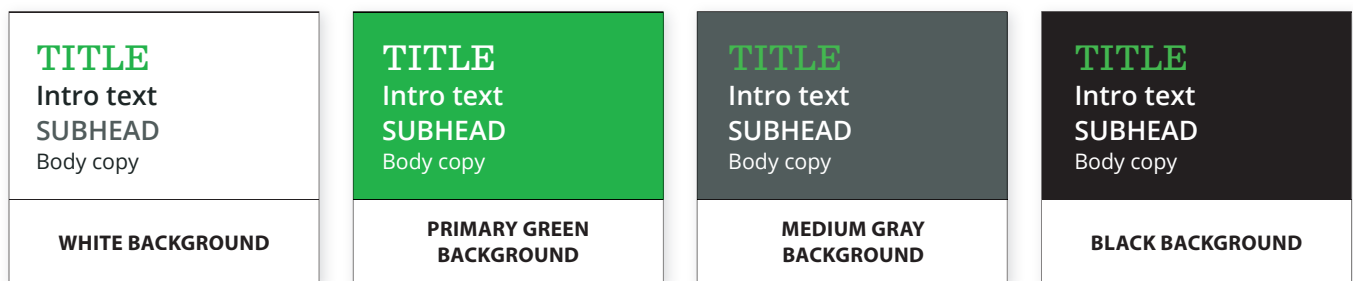 TITLE
Intro text
SUBHEAD
Body copy
WHITE BACKGROUND
TITLE
Intro text
SUBHEAD
Body copy
PRIMARY GREEN
BACKGROUND
TITLE
Intro text
SUBHEAD
Body copy
MEDIUM GRAY
BACKGROUND
TITLE
Intro text
SUBHEAD
Body copy
BLACK BACKGROUND